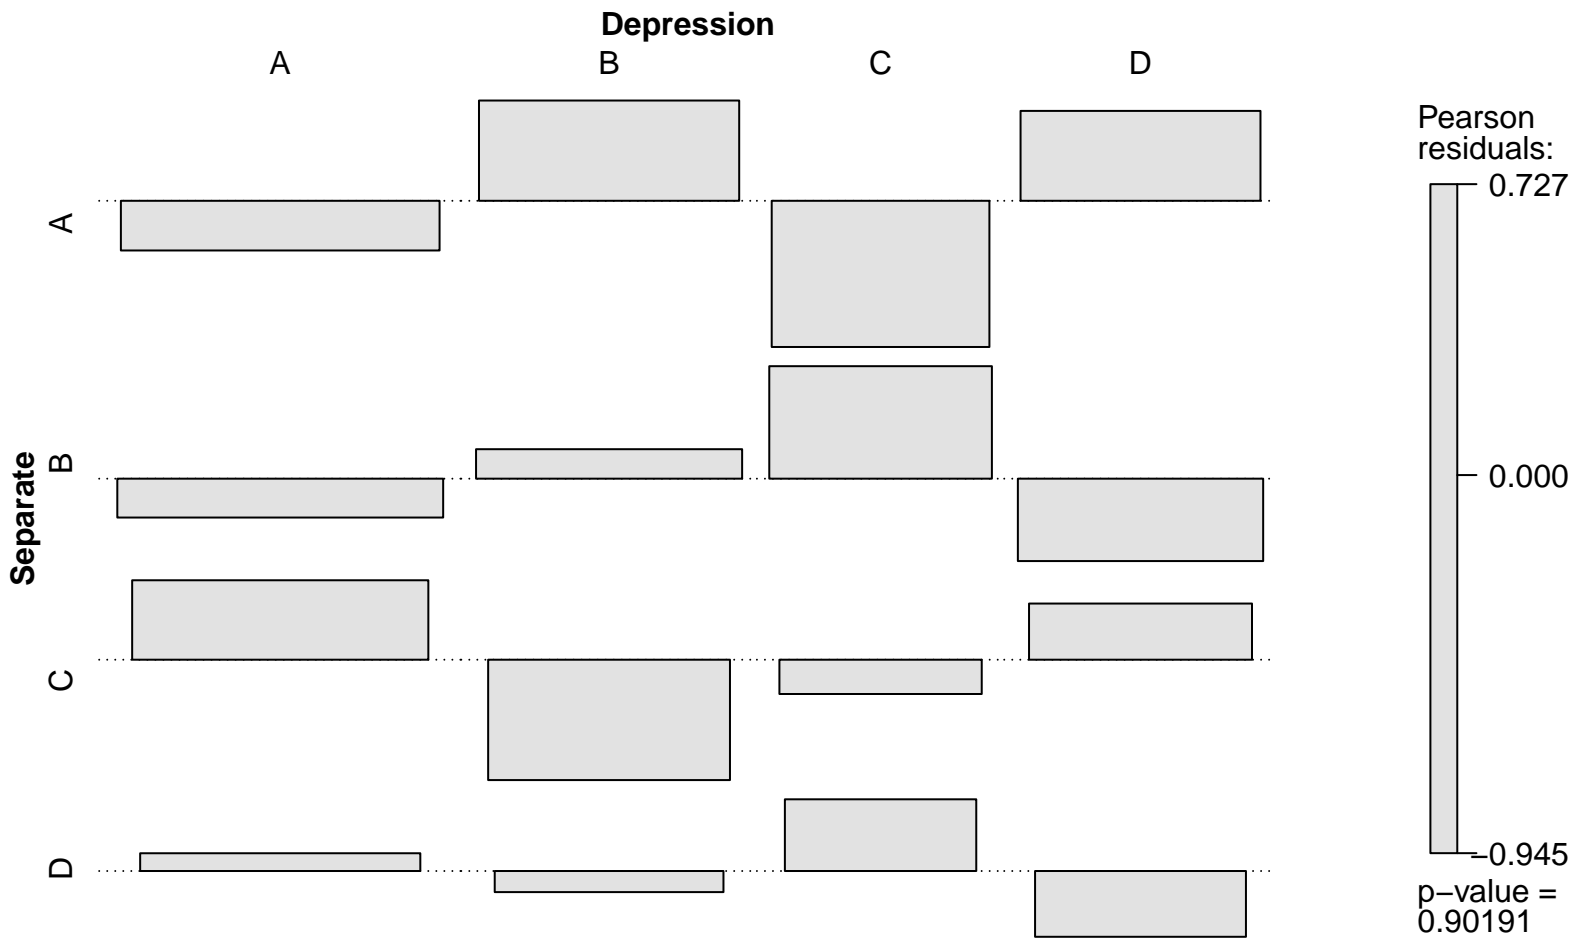 Depression
A B C D
Pearson
residuals:
0.727
A
B
0.000
Separate
C
D
−0.945
p−value =
0.90191